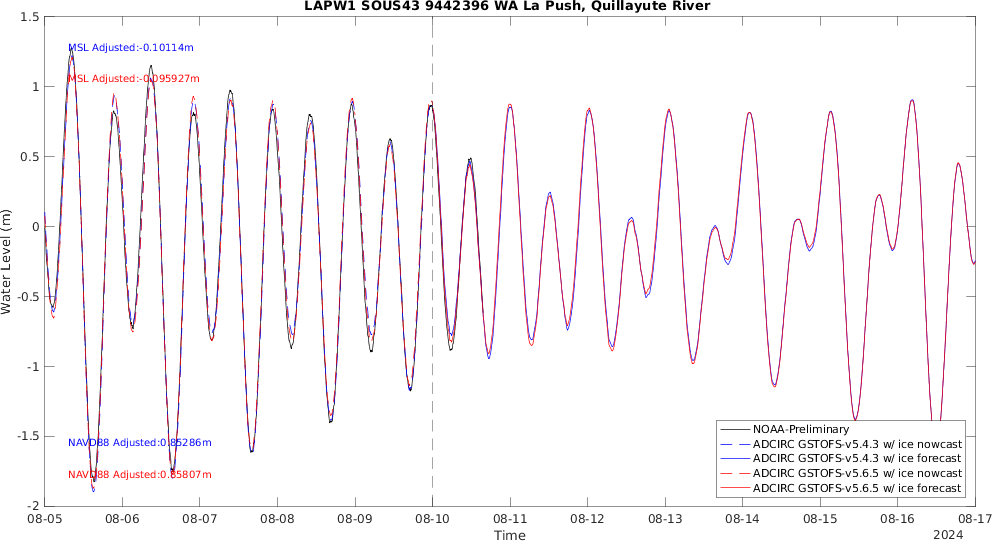 LAPW1 SOUS43 9442396 WA La Push, Quillayute River
1.5
1
0.5
0
-0.5
-1
-1.5
-2
Water Level (m)
MSL Adjusted:-0.10114m
MSL Adjusted:-0.095927m
NAVD88 Adjusted:0.85286m
NAVD88 Adjusted:0.85807m
NOAA-Preliminary
ADCIRC GSTOFS-v5.4.3 w/ ice nowcast
ADCIRC GSTOFS-v5.4.3 w/ ice forecast
ADCIRC GSTOFS-v5.6.5 w/ ice nowcast
ADCIRC GSTOFS-v5.6.5 w/ ice forecast
08-05 08-06 08-07 08-08 08-09 08-10 08-11 08-12 08-13 08-14 08-15 08-16 08-17
Time
2024